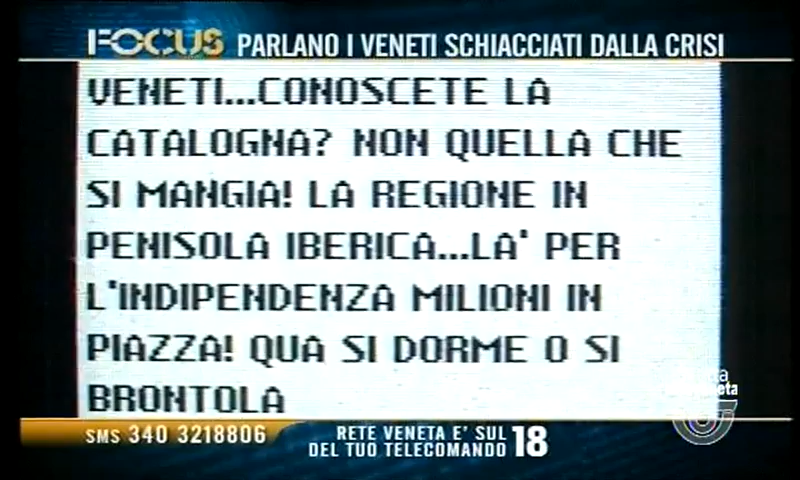 FOCUS PARLANO I VENETI SCHIACCIATI DALLA CRISI
VENETI...CONOSCETE LA
CATALOGNA? NON QUELLA CHE
SI MANGIA! LA REGIONE IN
PENISOLA IBERICA...LA' PER
L'INDIPENDENZA MILIONI IN
PIAZZA! QUA SI DORME O SI
BRONTOLA
SMS 340 3218806
RETE VENETA E' SUL
DEL TUO TELECOMANDO 18